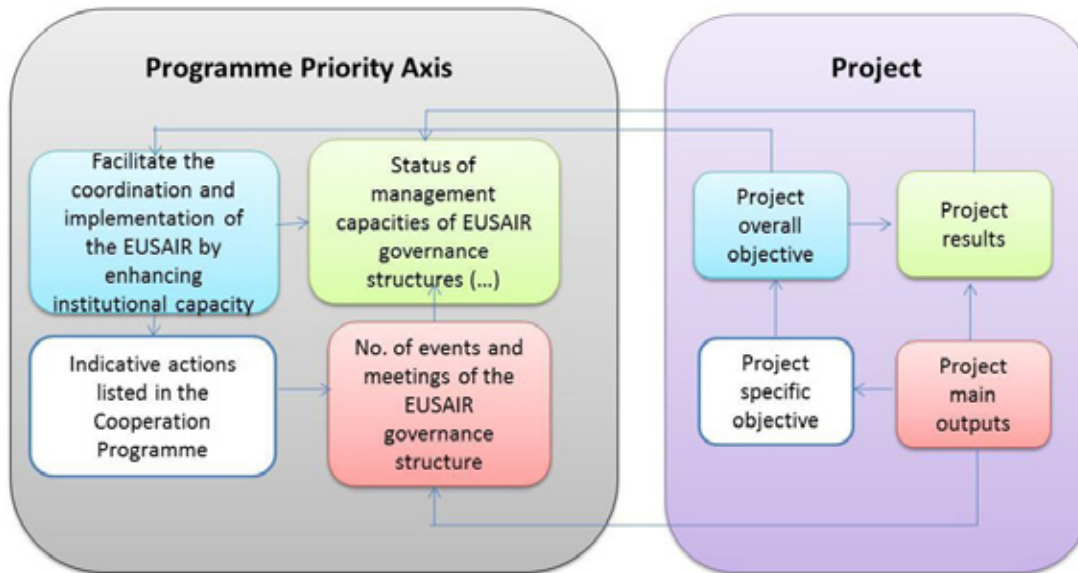 Programme Priority Axis
Facilitate the
coordination and
implementation of
the EUSAIR by
enhancing
institutional capacity
Status of
management
capacities of EUSAIR
governance
structures (...)
Indicative actions
listed in the
Cooperation
Programme
No. of events and
meetings of the
EUSAIR
governance
structure
Project
Project
overall
objective
Project
results
Project
specific
objective
Project
main
outputs